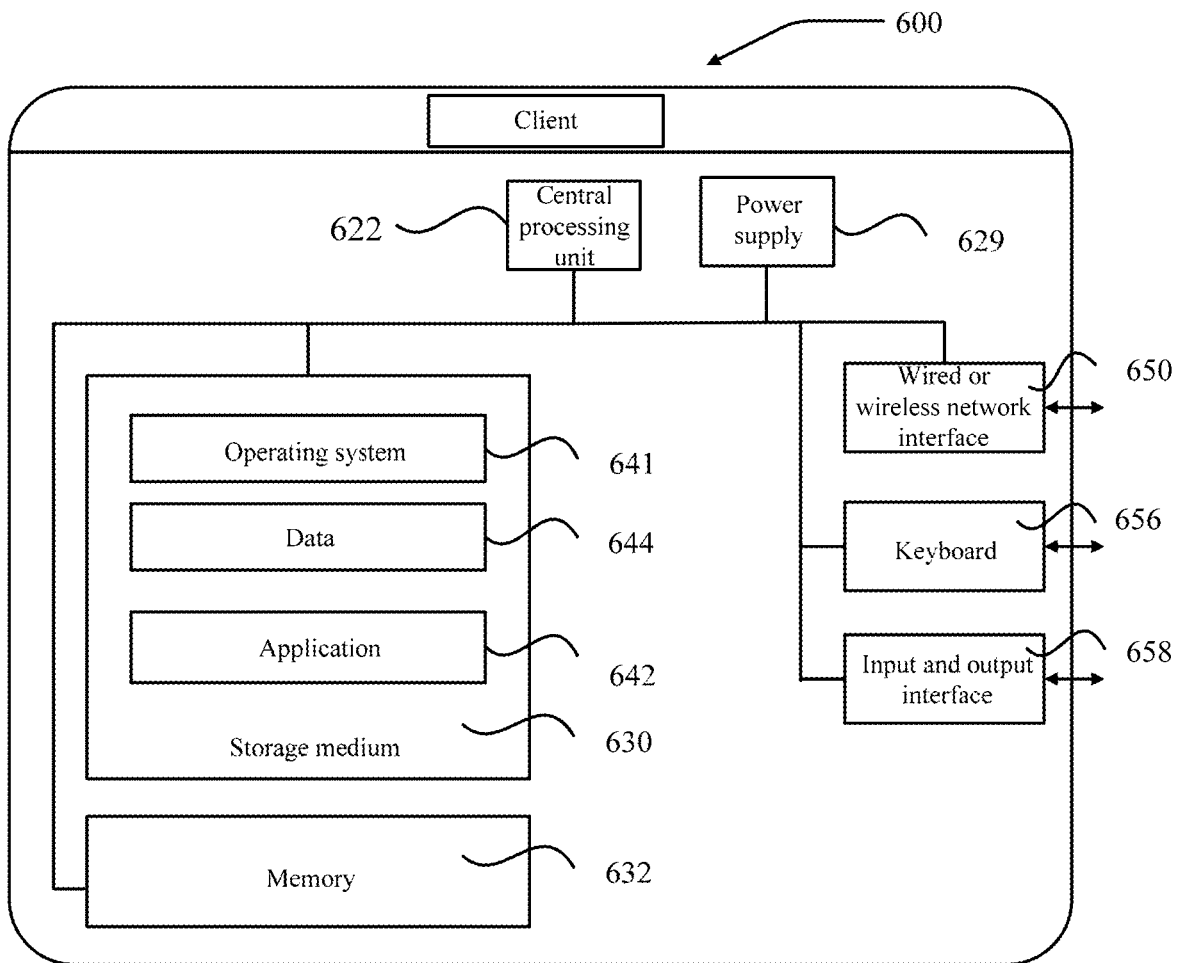 600
Client
Central
processing
unit
622
Power
supply
629
Wired or
wireless network
interface
650
Operating system
641
Data
644
Keyboard
656
Application
642
Input and output
interface
658
Storage medium
630
Memory
632